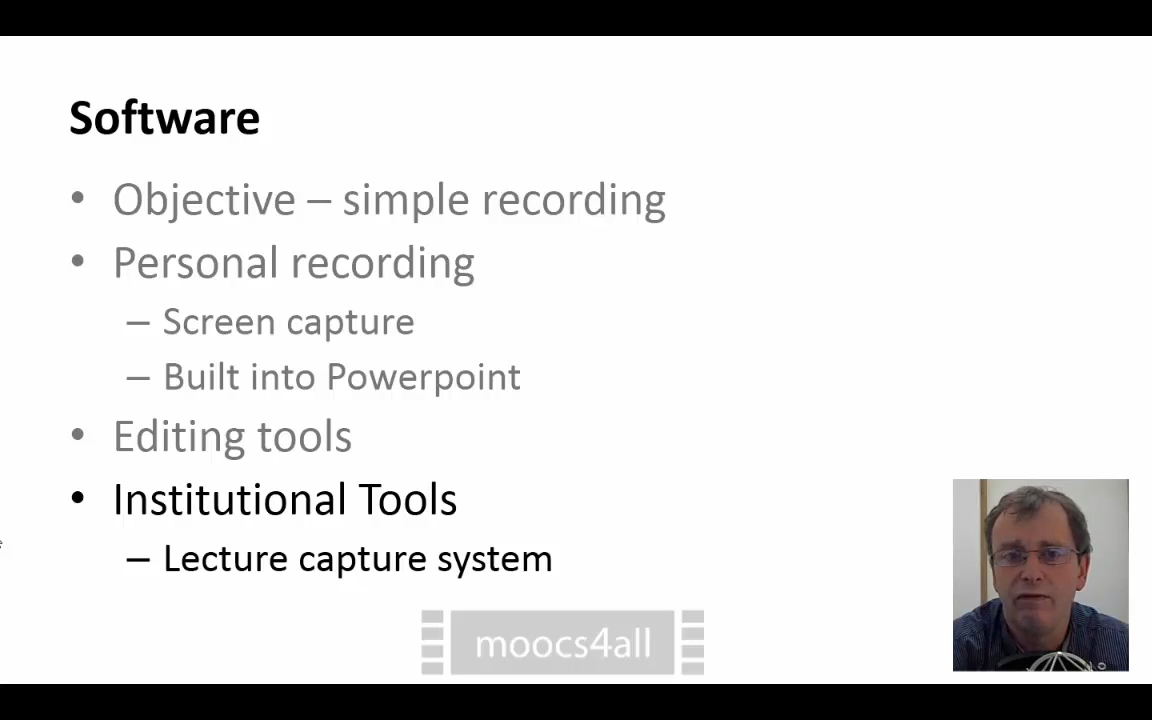 Software
• Objective – simple recording
• Personal recording
– Screen capture
– Built into Powerpoint
• Editing tools
• Institutional Tools
– Lecture capture system
moocs4all